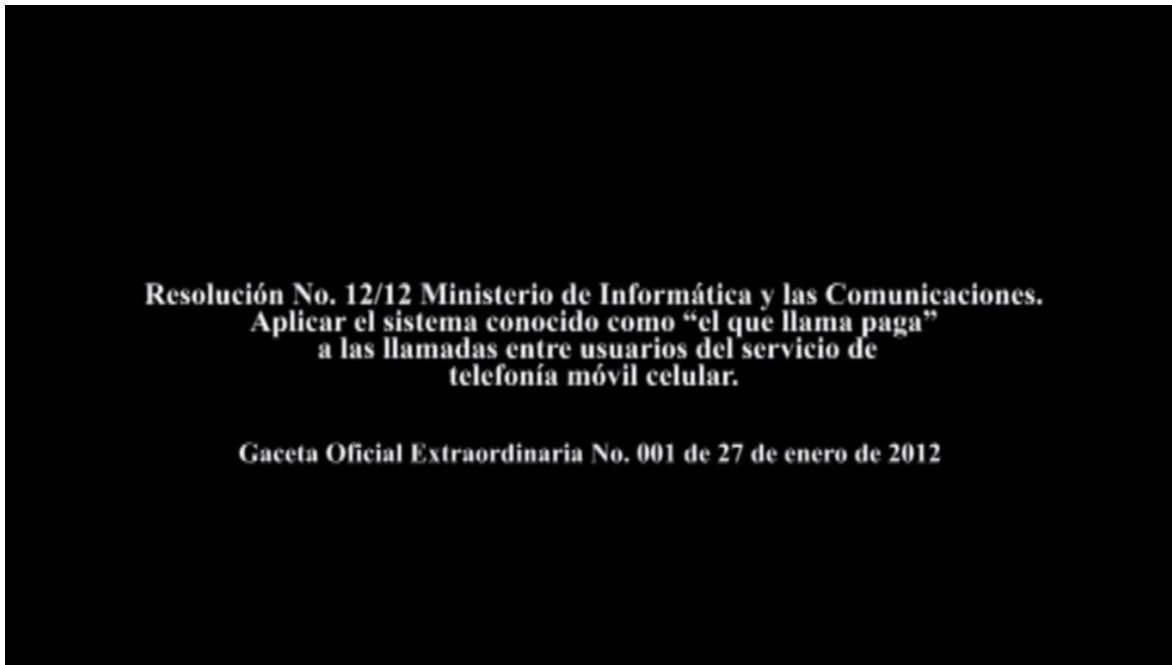 Resolución No. 12/12 Ministerio de Informática y las Comunicaciones.
Aplicar el sistema conocido como “el que llama paga”
a las llamadas entre usuarios del servicio de
telefonía móvil celular.
Gaceta Oficial Extraordinaria No. 001 de 27 de enero de 2012